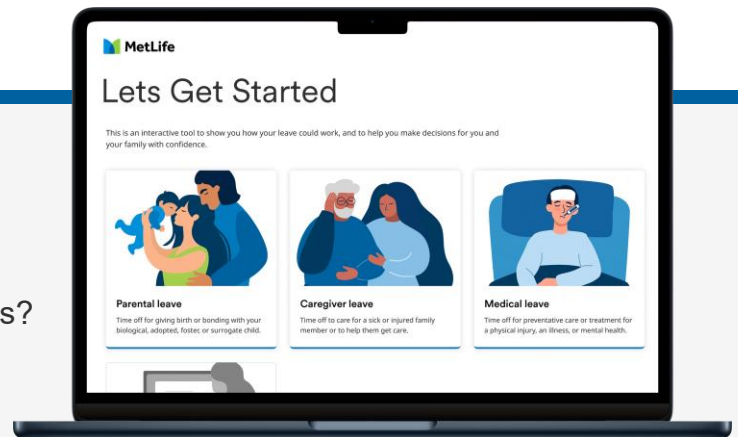 MetLife
Lets Get Started
This is an interactive tool to show you how your leave could work, and to help you make decisions for you and
your family with confidence.
Parental leave
Time off for giving birth or bonding with your
biological, adopted, foster, or surrogate child.
Caregiver leave
Time off to care for a sick or injured family
member or to help them get care.
Medical leave
Time off for preventative care or treatment for
a physical injury, an illness, or mental health.
s?